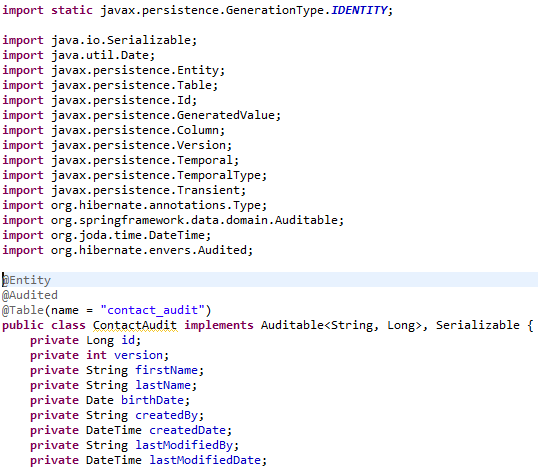 import static javax.persistence.GenerationType.IDENTITY;
import java.io.Serializable;
import java.util.Date;
import javax.persistence.Entity;
import javax.persistence.Table;
import javax.persistence.Id;
import javax.persistence.GeneratedValue;
import javax.persistence.Column;
import javax.persistence.Version;
import javax.persistence.Temporal;
import javax.persistence.TemporalType;
import javax.persistence.Transient;
import org.hibernate.annotations.Type;
import org.springframework.data.domain.Auditable;
import org.joda.time.DateTime;
import org.hibernate.envers.Audited;
@Entity
@Audited
@Table(name = "contact_audit")
public class ContactAudit implements Auditable<String, Long>, Serializable {
private Long id;
private int version;
private String firstName;
private String lastName;
private Date birthDate;
private String createdBy;
private DateTime createdDate;
private String lastModifiedBy;
private DateTime lastModifiedDate;